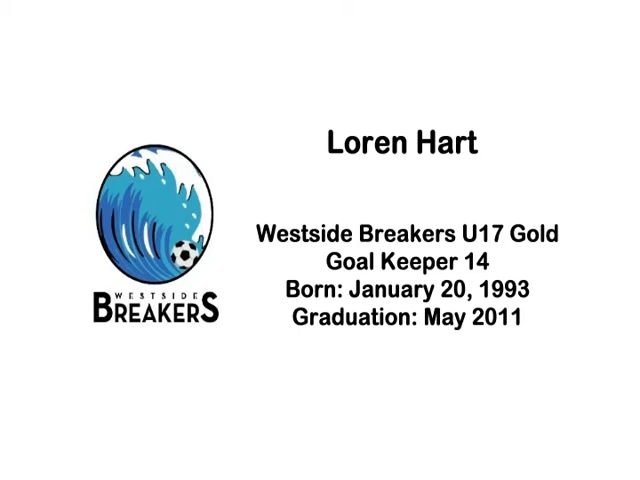 Loren Hart
Westside Breakers U17 Gold
Goal Keeper 14
Born: January 20, 1993
Graduation: May 2011
WESTSIDE
BREAKERS